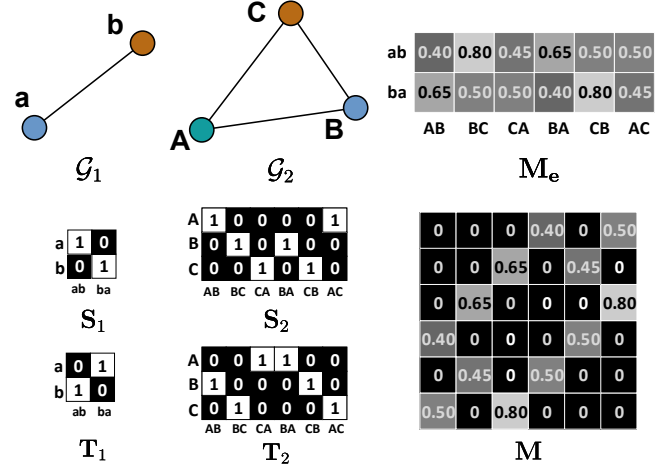 b
a
𝒢₁
C
A
B
𝒢₂
ab 0.40 0.80 0.45 0.65 0.50 0.50
ba 0.65 0.50 0.50 0.40 0.80 0.45
AB BC CA BA CB AC
Mₑ
a 1 0
b 0 1
ab ba
S₁
A 1 0 0 0 0 1
B 0 1 0 1 0 0
C 0 0 1 0 1 0
AB BC CA BA CB AC
S₂
a 0 1
b 1 0
ab ba
T₁
A 0 0 1 1 0 0
B 1 0 0 0 1 0
C 0 1 0 0 0 1
AB BC CA BA CB AC
T₂
0 0 0 0.40 0 0.50
0 0 0.65 0 0.45 0
0 0.65 0 0 0 0.80
0.40 0 0 0 0.50 0
0 0.45 0 0.50 0 0
0.50 0 0.80 0 0 0
M